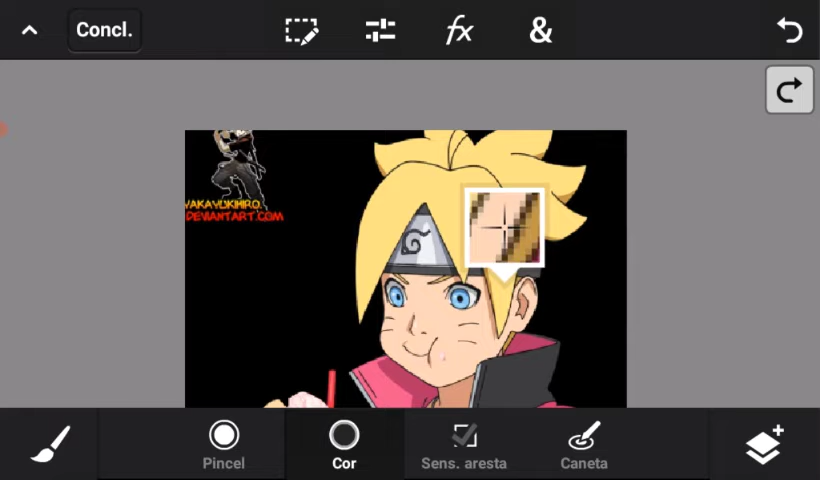 Concl.
fx
&
YAKAYUKIHIRO.
DEVIANTART.COM
Pincel
Cor
Sens. aresta
Caneta